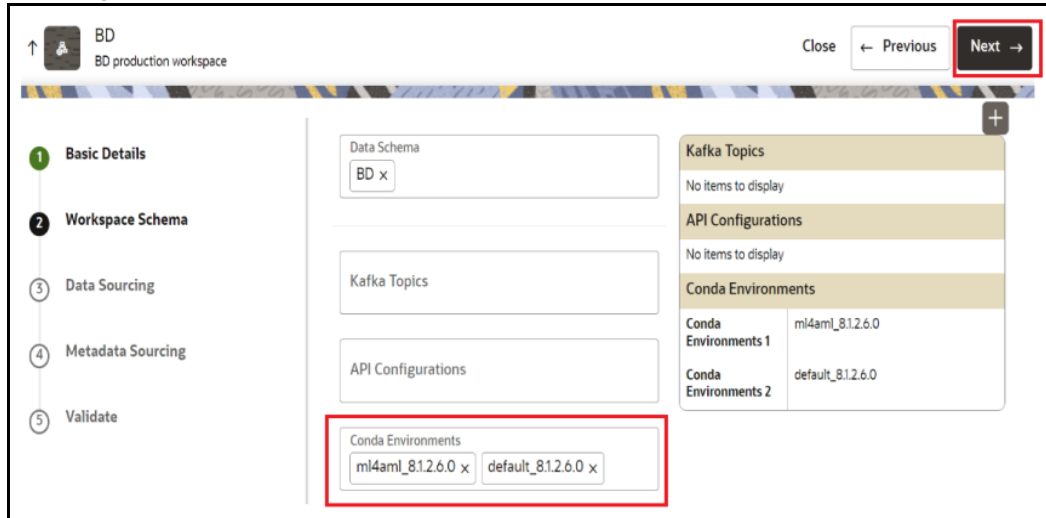 BD
BD production workspace
Close
← Previous
Next →
1 Basic Details
2 Workspace Schema
3 Data Sourcing
4 Metadata Sourcing
5 Validate
Data Schema
BD x
Kafka Topics
API Configurations
Conda Environments
ml4aml_8.1.2.6.0 x default_8.1.2.6.0 x
+
Kafka Topics
No items to display
API Configurations
No items to display
Conda Environments
Conda
Environments 1
ml4aml_8.1.2.6.0
Conda
Environments 2
default_8.1.2.6.0